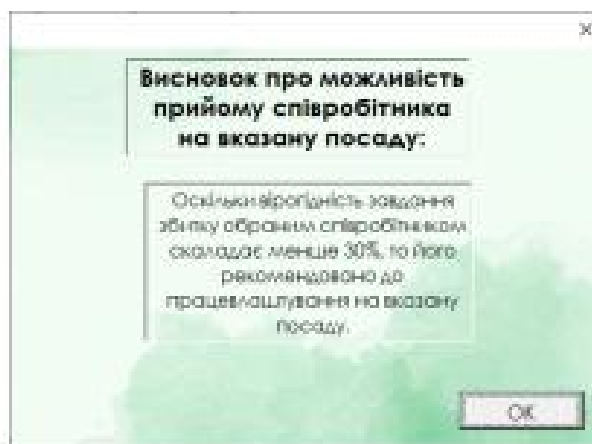 Висновок про можливість
прийому співробітника
на вказану посаду:
Оскільки вірогідність завдання
збитку обраним співробітником
скаладає менше 30%, то його
рекомендовано до
працевлаштування на вказану
посаду.
OK